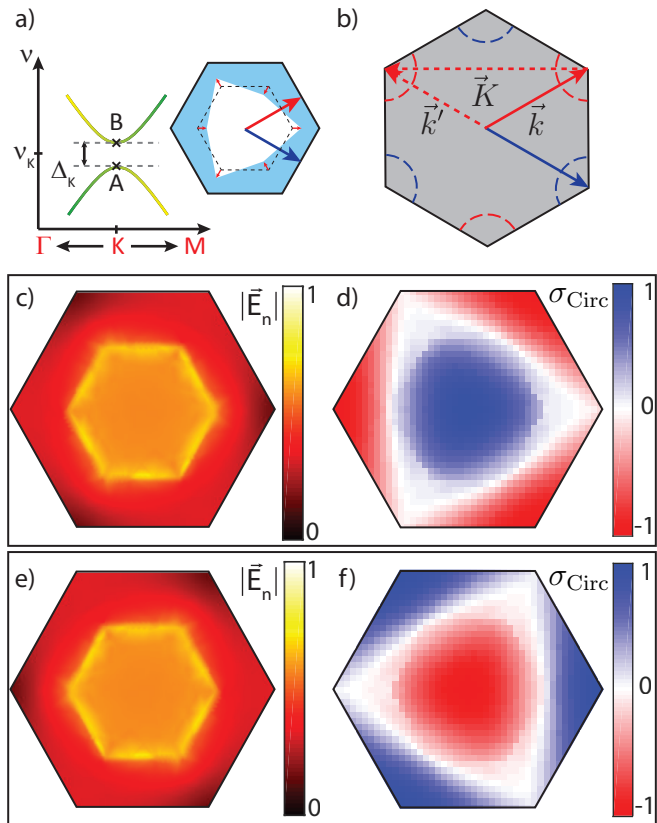 a)
ν
B
ν_K
Δ_K
A
Γ
K
M
b)
K⃗
k⃗′
k⃗
c)
|E⃗_n|
1
0
d)
σ_Circ
1
0
-1
e)
|E⃗_n|
1
0
f)
σ_Circ
1
0
-1